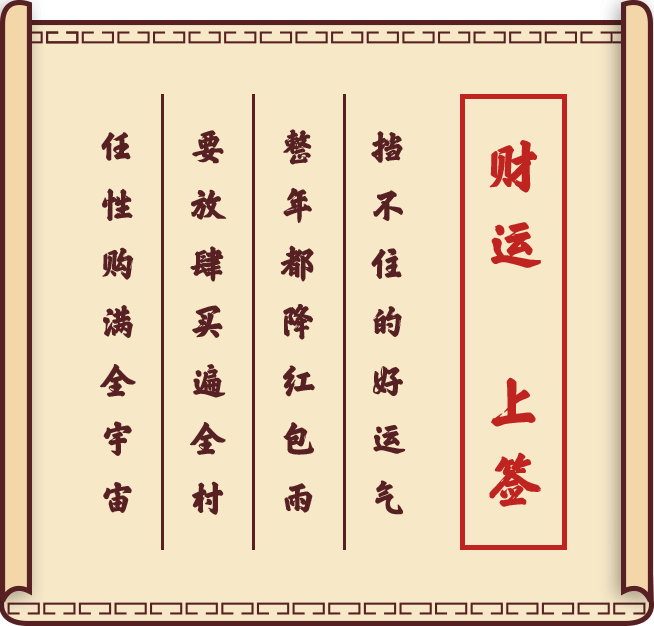 财运 上签
挡不住的好运气
整年都降红包雨
要放肆买遍全村
任性购满全宇宙